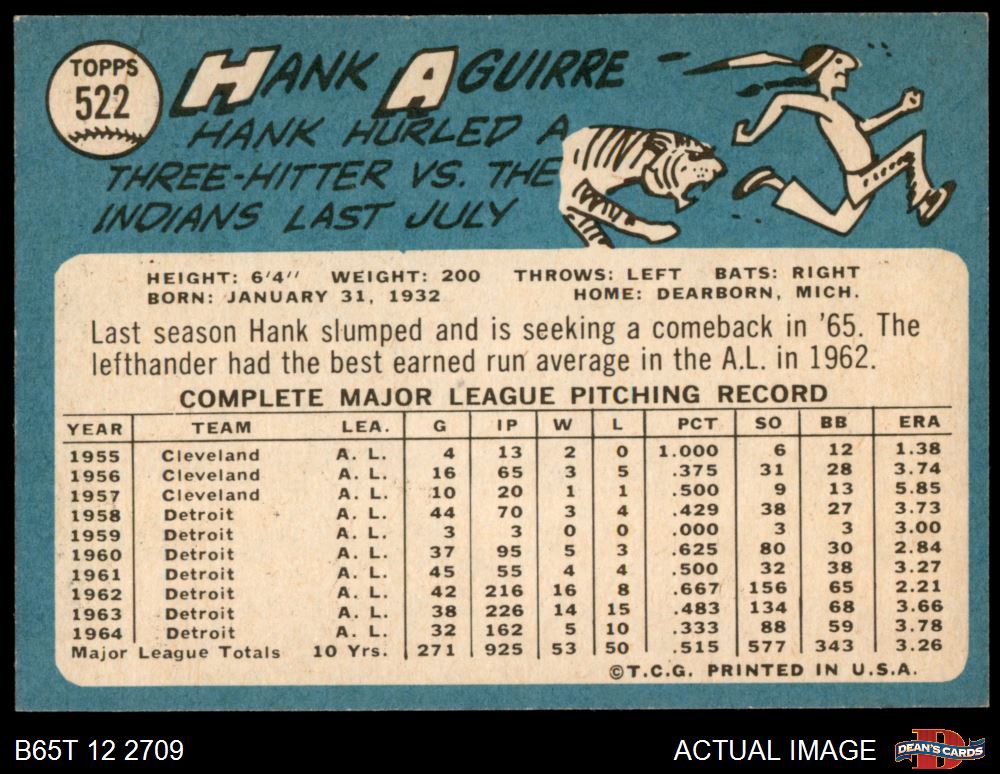 TOPPS
522
HANK AGUIRRE
HANK HURLED A
THREE-HITTER VS. THE
INDIANS LAST JULY
HEIGHT: 6'4" WEIGHT: 200 THROWS: LEFT BATS: RIGHT
BORN: JANUARY 31, 1932 HOME: DEARBORN, MICH.
Last season Hank slumped and is seeking a comeback in '65. The
lefthander had the best earned run average in the A.L. in 1962.
COMPLETE MAJOR LEAGUE PITCHING RECORD
YEAR TEAM LEA. G IP W L PCT SO BB ERA
1955 Cleveland A. L. 4 13 2 0 1.000 6 12 1.38
1956 Cleveland A. L. 16 65 3 5 .375 31 28 3.74
1957 Cleveland A. L. 10 20 1 1 .500 9 13 5.85
1958 Detroit A. L. 44 70 3 4 .429 38 27 3.73
1959 Detroit A. L. 3 3 0 0 .000 3 3 3.00
1960 Detroit A. L. 37 95 5 3 .625 80 30 2.84
1961 Detroit A. L. 45 55 4 4 .500 32 38 3.27
1962 Detroit A. L. 42 216 16 8 .667 156 65 2.21
1963 Detroit A. L. 38 226 14 15 .483 134 68 3.66
1964 Detroit A. L. 32 162 5 10 .333 88 59 3.78
Major League Totals 10 Yrs. 271 925 53 50 .515 577 343 3.26
©T.C.G. PRINTED IN U.S.A.
B65T 12 2709 ACTUAL IMAGE DEAN'S CARDS